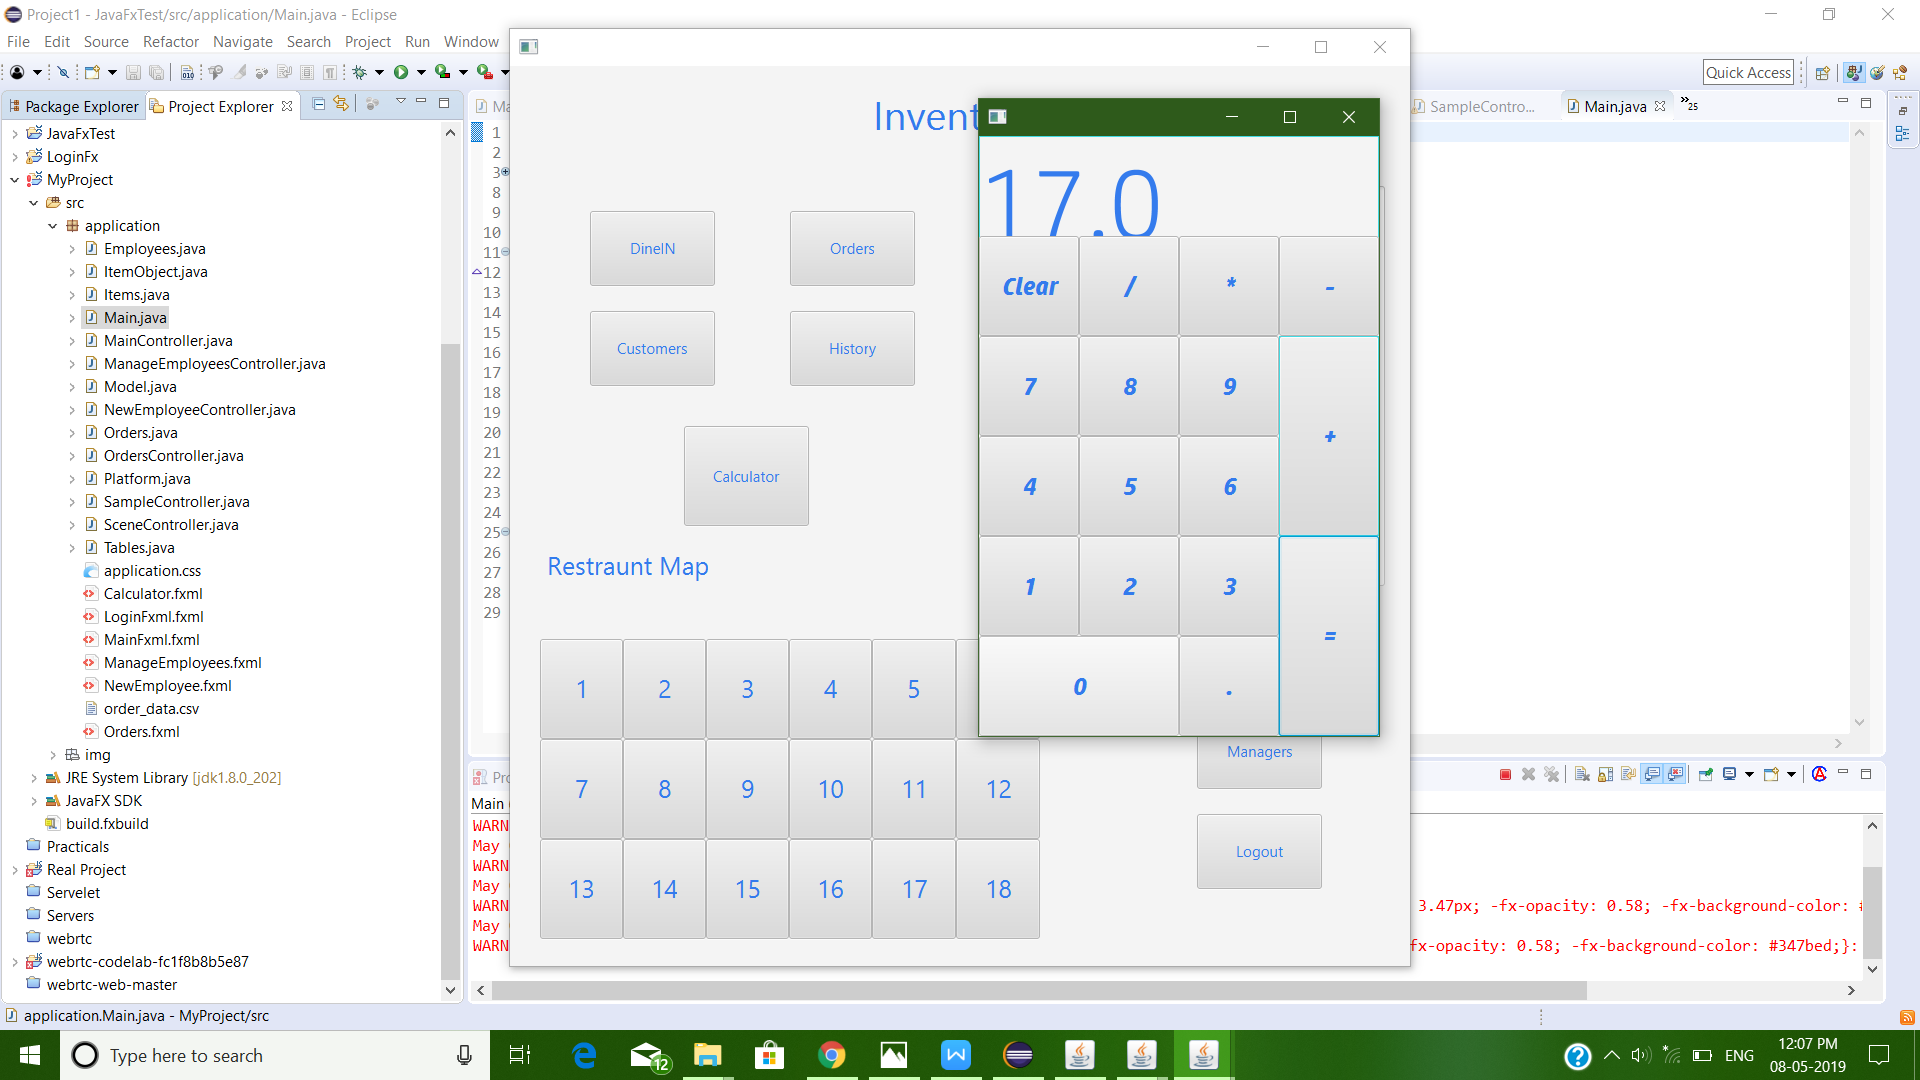 Project1 - JavaFxTest/src/application/Main.java - Eclipse
File Edit Source Refactor Navigate Search Project Run Window
Quick Access
Package Explorer
Project Explorer
JavaFxTest
LoginFx
MyProject
src
application
Employees.java
ItemObject.java
Items.java
Main.java
MainController.java
ManageEmployeesController.java
Model.java
NewEmployeeController.java
Orders.java
OrdersController.java
Platform.java
SampleController.java
SceneController.java
Tables.java
application.css
Calculator.fxml
LoginFxml.fxml
MainFxml.fxml
ManageEmployees.fxml
NewEmployee.fxml
order_data.csv
Orders.fxml
img
JRE System Library [jdk1.8.0_202]
JavaFX SDK
build.fxbuild
Practicals
Real Project
Servelet
Servers
webrtc
webrtc-codelab-fc1f8b8b5e87
webrtc-web-master
Ma
SampleContro...
Main.java
»25
1
2
3
8
9
10
11
12
13
14
15
16
17
18
19
20
21
22
23
24
25
26
27
28
29
Invent
DineIN
Orders
Customers
History
Calculator
Restraunt Map
1 2 3 4 5
7 8 9 10 11 12
13 14 15 16 17 18
Managers
Logout
17.0
Clear / * -
7 8 9 +
4 5 6
1 2 3 =
0 .
Pro
Main
WARN
May
WARN
May
WARN 3.47px; -fx-opacity: 0.58; -fx-background-color: #
May
WARN fx-opacity: 0.58; -fx-background-color: #347bed;}:
application.Main.java - MyProject/src
Type here to search
12
ENG
12:07 PM
08-05-2019